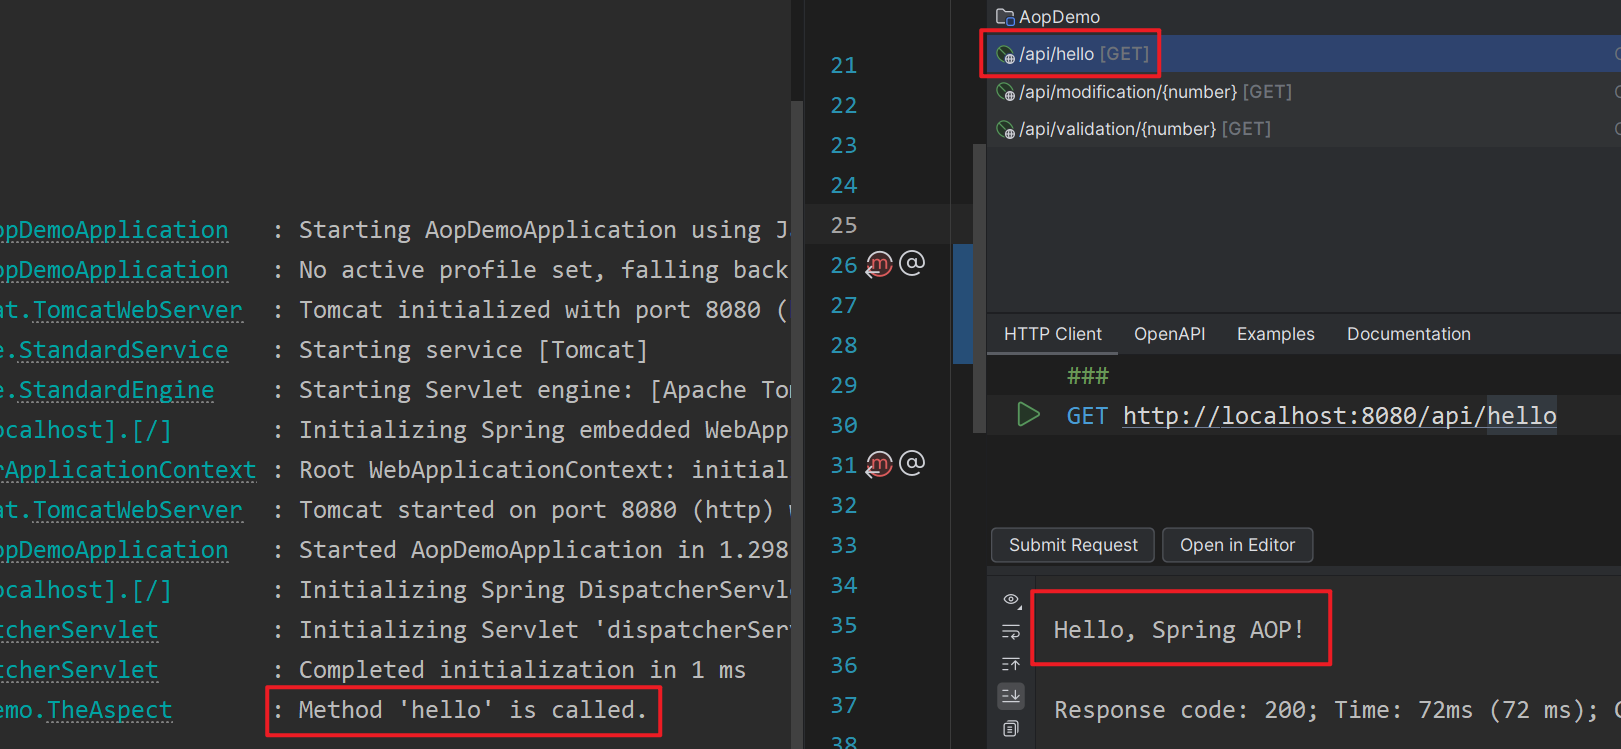 opDemoApplication : Starting AopDemoApplication using J
opDemoApplication : No active profile set, falling back
at.TomcatWebServer : Tomcat initialized with port 8080 (
e.StandardService : Starting service [Tomcat]
e.StandardEngine : Starting Servlet engine: [Apache To
ocalhost].[/] : Initializing Spring embedded WebApp
rApplicationContext : Root WebApplicationContext: initial
at.TomcatWebServer : Tomcat started on port 8080 (http) w
opDemoApplication : Started AopDemoApplication in 1.298
ocalhost].[/] : Initializing Spring DispatcherServl
tcherServlet : Initializing Servlet 'dispatcherSer
tcherServlet : Completed initialization in 1 ms
emo.TheAspect : Method 'hello' is called.
21
22
23
24
25
26 m @
27
28
29
30
31 m @
32
33
34
35
36
37
38
AopDemo
/api/hello [GET]
/api/modification/{number} [GET]
/api/validation/{number} [GET]
HTTP Client OpenAPI Examples Documentation
###
GET http://localhost:8080/api/hello
Submit Request Open in Editor
Hello, Spring AOP!
Response code: 200; Time: 72ms (72 ms);